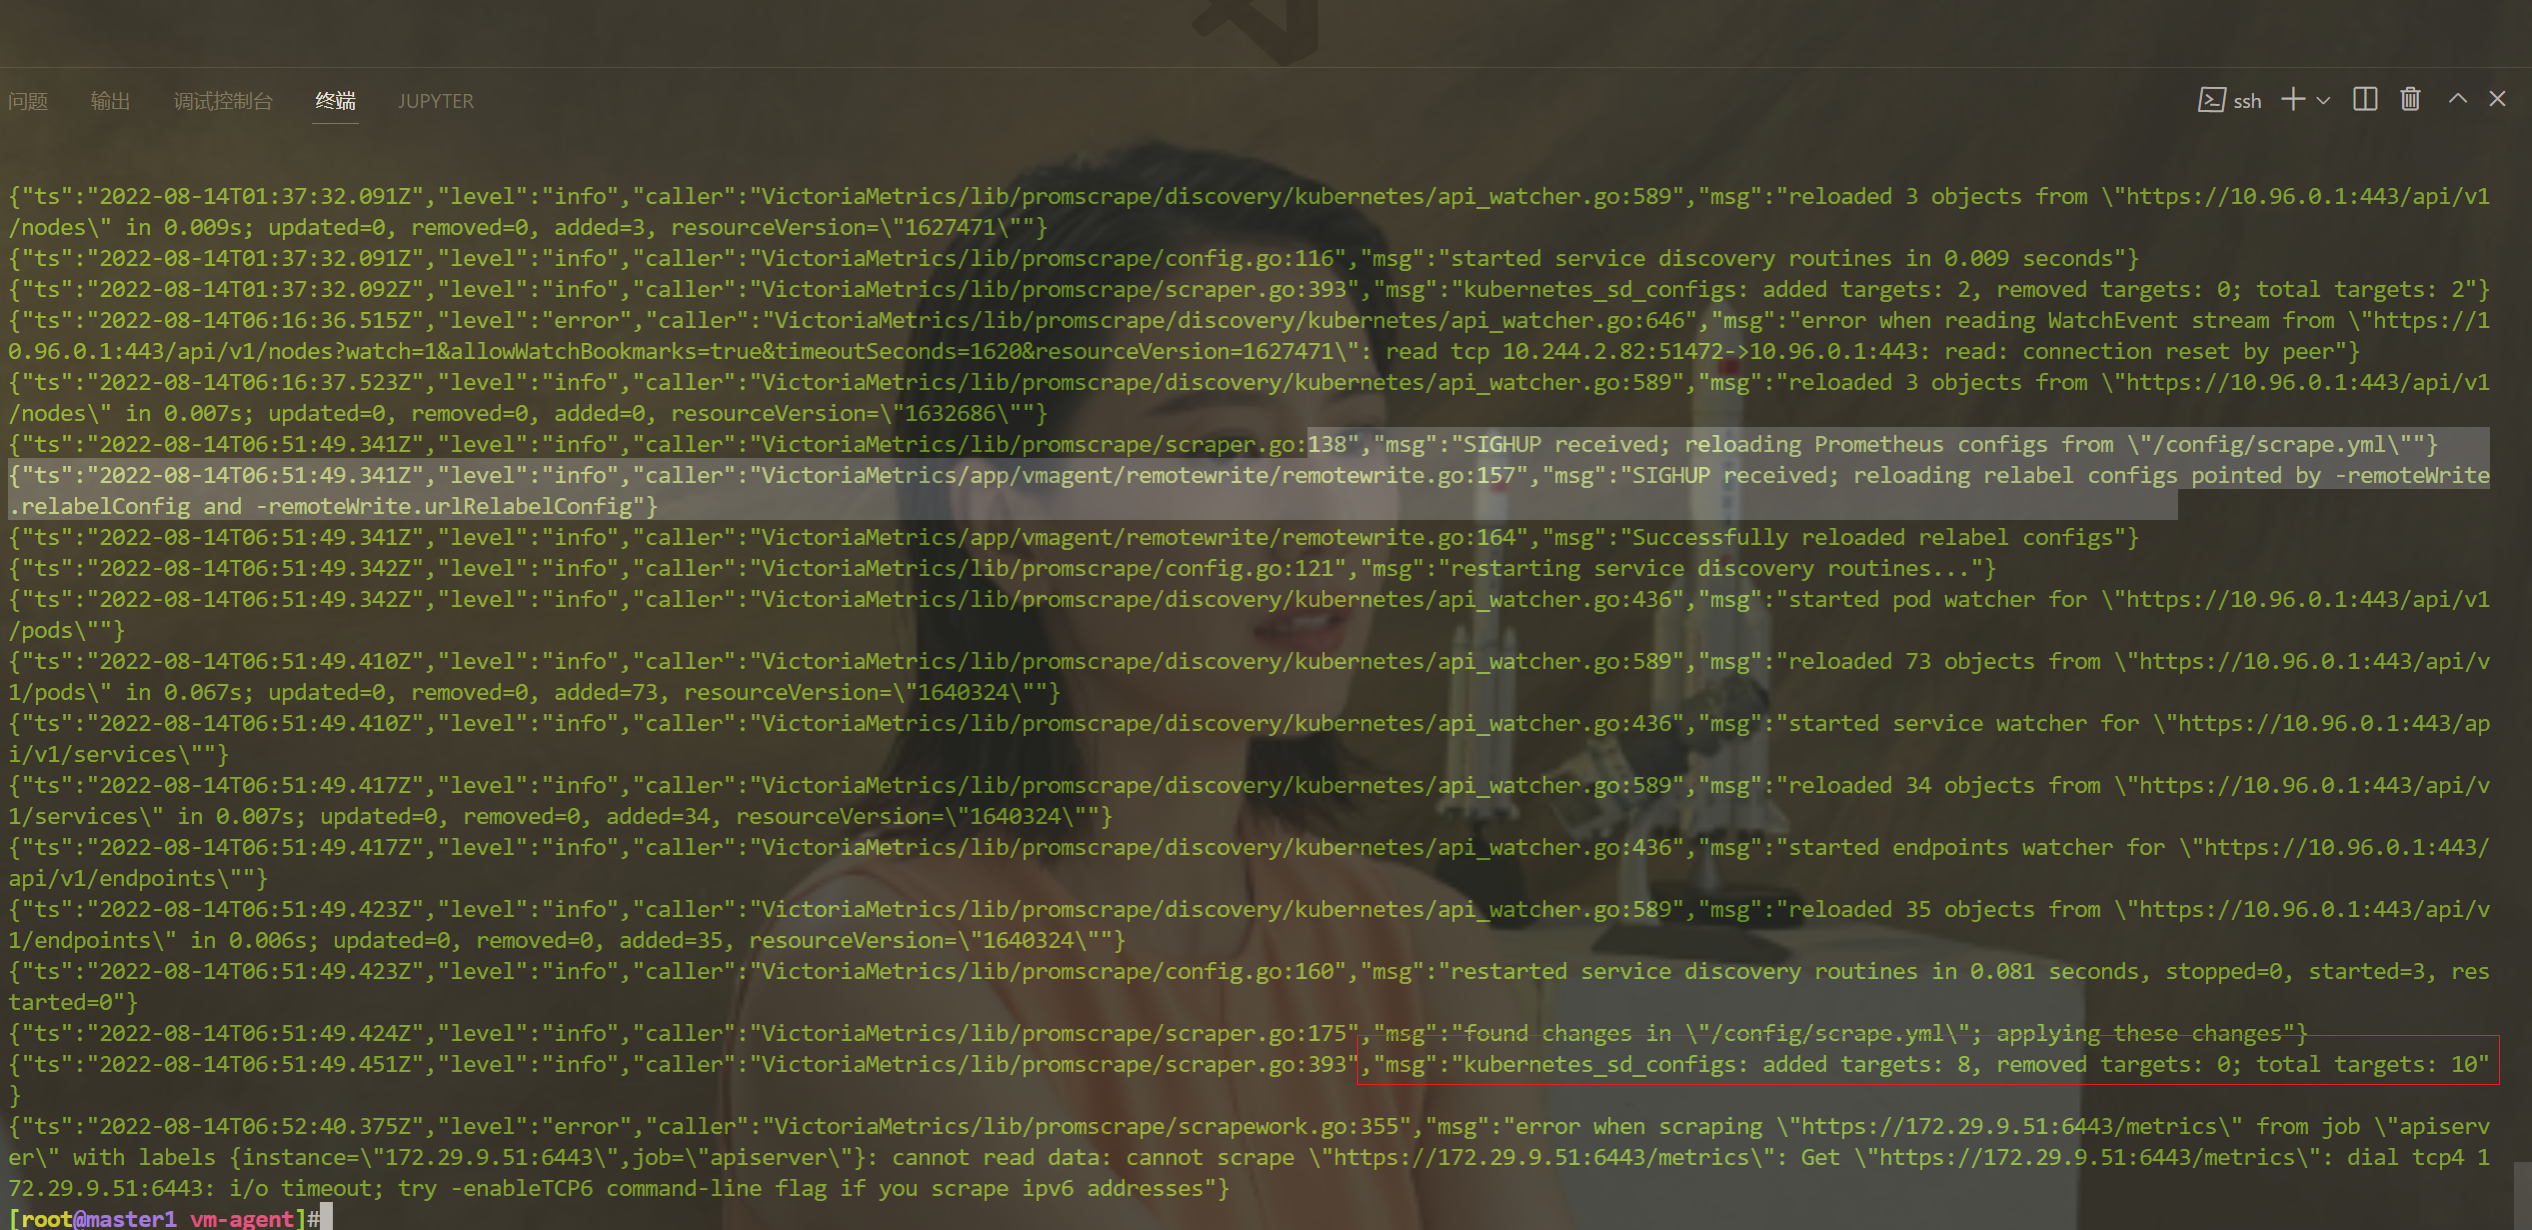 问题 输出 调试控制台 终端 JUPYTER ssh
{"ts":"2022-08-14T01:37:32.091Z","level":"info","caller":"VictoriaMetrics/lib/promscrape/discovery/kubernetes/api_watcher.go:589","msg":"reloaded 3 objects from \"https://10.96.0.1:443/api/v1
/nodes\" in 0.009s; updated=0, removed=0, added=3, resourceVersion=\"1627471\""}
{"ts":"2022-08-14T01:37:32.091Z","level":"info","caller":"VictoriaMetrics/lib/promscrape/config.go:116","msg":"started service discovery routines in 0.009 seconds"}
{"ts":"2022-08-14T01:37:32.092Z","level":"info","caller":"VictoriaMetrics/lib/promscrape/scraper.go:393","msg":"kubernetes_sd_configs: added targets: 2, removed targets: 0; total targets: 2"}
{"ts":"2022-08-14T06:16:36.515Z","level":"error","caller":"VictoriaMetrics/lib/promscrape/discovery/kubernetes/api_watcher.go:646","msg":"error when reading WatchEvent stream from \"https://1
0.96.0.1:443/api/v1/nodes?watch=1&allowWatchBookmarks=true&timeoutSeconds=1620&resourceVersion=1627471\": read tcp 10.244.2.82:51472->10.96.0.1:443: read: connection reset by peer"}
{"ts":"2022-08-14T06:16:37.523Z","level":"info","caller":"VictoriaMetrics/lib/promscrape/discovery/kubernetes/api_watcher.go:589","msg":"reloaded 3 objects from \"https://10.96.0.1:443/api/v1
/nodes\" in 0.007s; updated=0, removed=0, added=0, resourceVersion=\"1632686\""}
{"ts":"2022-08-14T06:51:49.341Z","level":"info","caller":"VictoriaMetrics/lib/promscrape/scraper.go:138","msg":"SIGHUP received; reloading Prometheus configs from \"/config/scrape.yml\""}
{"ts":"2022-08-14T06:51:49.341Z","level":"info","caller":"VictoriaMetrics/app/vmagent/remotewrite/remotewrite.go:157","msg":"SIGHUP received; reloading relabel configs pointed by -remoteWrite
.relabelConfig and -remoteWrite.urlRelabelConfig"}
{"ts":"2022-08-14T06:51:49.341Z","level":"info","caller":"VictoriaMetrics/app/vmagent/remotewrite/remotewrite.go:164","msg":"Successfully reloaded relabel configs"}
{"ts":"2022-08-14T06:51:49.342Z","level":"info","caller":"VictoriaMetrics/lib/promscrape/config.go:121","msg":"restarting service discovery routines..."}
{"ts":"2022-08-14T06:51:49.342Z","level":"info","caller":"VictoriaMetrics/lib/promscrape/discovery/kubernetes/api_watcher.go:436","msg":"started pod watcher for \"https://10.96.0.1:443/api/v1
/pods\""}
{"ts":"2022-08-14T06:51:49.410Z","level":"info","caller":"VictoriaMetrics/lib/promscrape/discovery/kubernetes/api_watcher.go:589","msg":"reloaded 73 objects from \"https://10.96.0.1:443/api/v
1/pods\" in 0.067s; updated=0, removed=0, added=73, resourceVersion=\"1640324\""}
{"ts":"2022-08-14T06:51:49.410Z","level":"info","caller":"VictoriaMetrics/lib/promscrape/discovery/kubernetes/api_watcher.go:436","msg":"started service watcher for \"https://10.96.0.1:443/ap
i/v1/services\""}
{"ts":"2022-08-14T06:51:49.417Z","level":"info","caller":"VictoriaMetrics/lib/promscrape/discovery/kubernetes/api_watcher.go:589","msg":"reloaded 34 objects from \"https://10.96.0.1:443/api/v
1/services\" in 0.007s; updated=0, removed=0, added=34, resourceVersion=\"1640324\""}
{"ts":"2022-08-14T06:51:49.417Z","level":"info","caller":"VictoriaMetrics/lib/promscrape/discovery/kubernetes/api_watcher.go:436","msg":"started endpoints watcher for \"https://10.96.0.1:443/
api/v1/endpoints\""}
{"ts":"2022-08-14T06:51:49.423Z","level":"info","caller":"VictoriaMetrics/lib/promscrape/discovery/kubernetes/api_watcher.go:589","msg":"reloaded 35 objects from \"https://10.96.0.1:443/api/v
1/endpoints\" in 0.006s; updated=0, removed=0, added=35, resourceVersion=\"1640324\""}
{"ts":"2022-08-14T06:51:49.423Z","level":"info","caller":"VictoriaMetrics/lib/promscrape/config.go:160","msg":"restarted service discovery routines in 0.081 seconds, stopped=0, started=3, res
tarted=0"}
{"ts":"2022-08-14T06:51:49.424Z","level":"info","caller":"VictoriaMetrics/lib/promscrape/scraper.go:175","msg":"found changes in \"/config/scrape.yml\"; applying these changes"}
{"ts":"2022-08-14T06:51:49.451Z","level":"info","caller":"VictoriaMetrics/lib/promscrape/scraper.go:393","msg":"kubernetes_sd_configs: added targets: 8, removed targets: 0; total targets: 10"
}
{"ts":"2022-08-14T06:52:40.375Z","level":"error","caller":"VictoriaMetrics/lib/promscrape/scrapework.go:355","msg":"error when scraping \"https://172.29.9.51:6443/metrics\" from job \"apiserv
er\" with labels {instance=\"172.29.9.51:6443\",job=\"apiserver\"}: cannot read data: cannot scrape \"https://172.29.9.51:6443/metrics\": Get \"https://172.29.9.51:6443/metrics\": dial tcp4 1
72.29.9.51:6443: i/o timeout; try -enableTCP6 command-line flag if you scrape ipv6 addresses"}
[root@master1 vm-agent]#